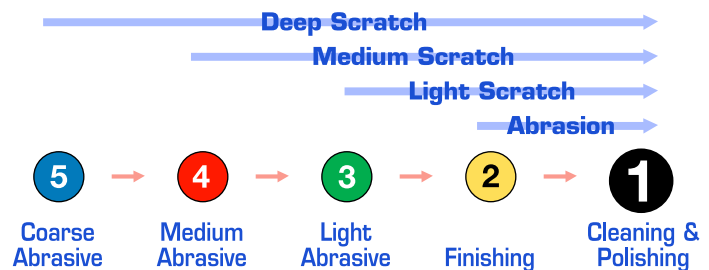 Deep Scratch
Medium Scratch
Light Scratch
Abrasion
5
4
3
2
1
Coarse
Abrasive
Medium
Abrasive
Light
Abrasive
Finishing
Cleaning &
Polishing